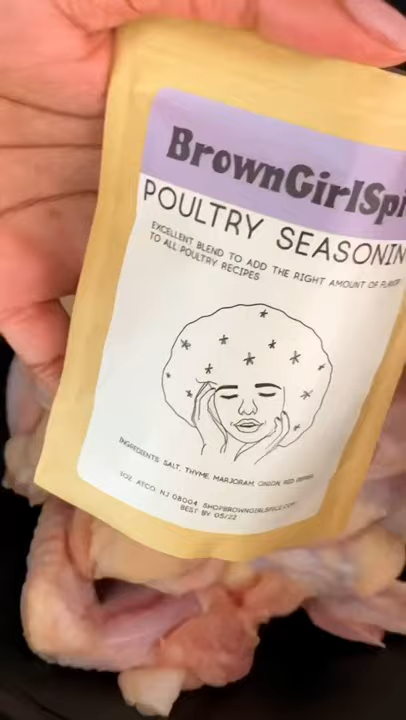 BrownGirlSpi
POULTRY SEASONIN
EXCELLENT BLEND TO ADD THE RIGHT AMOUNT OF FLAVOR
TO ALL POULTRY RECIPES
INGREDIENTS: SALT, THYME, MARJORAM, ONION, RED PEPPER
1OZ. ATCO, NJ 08004 SHOPBROWNGIRLSPICE.COM
BEST BY 05/22